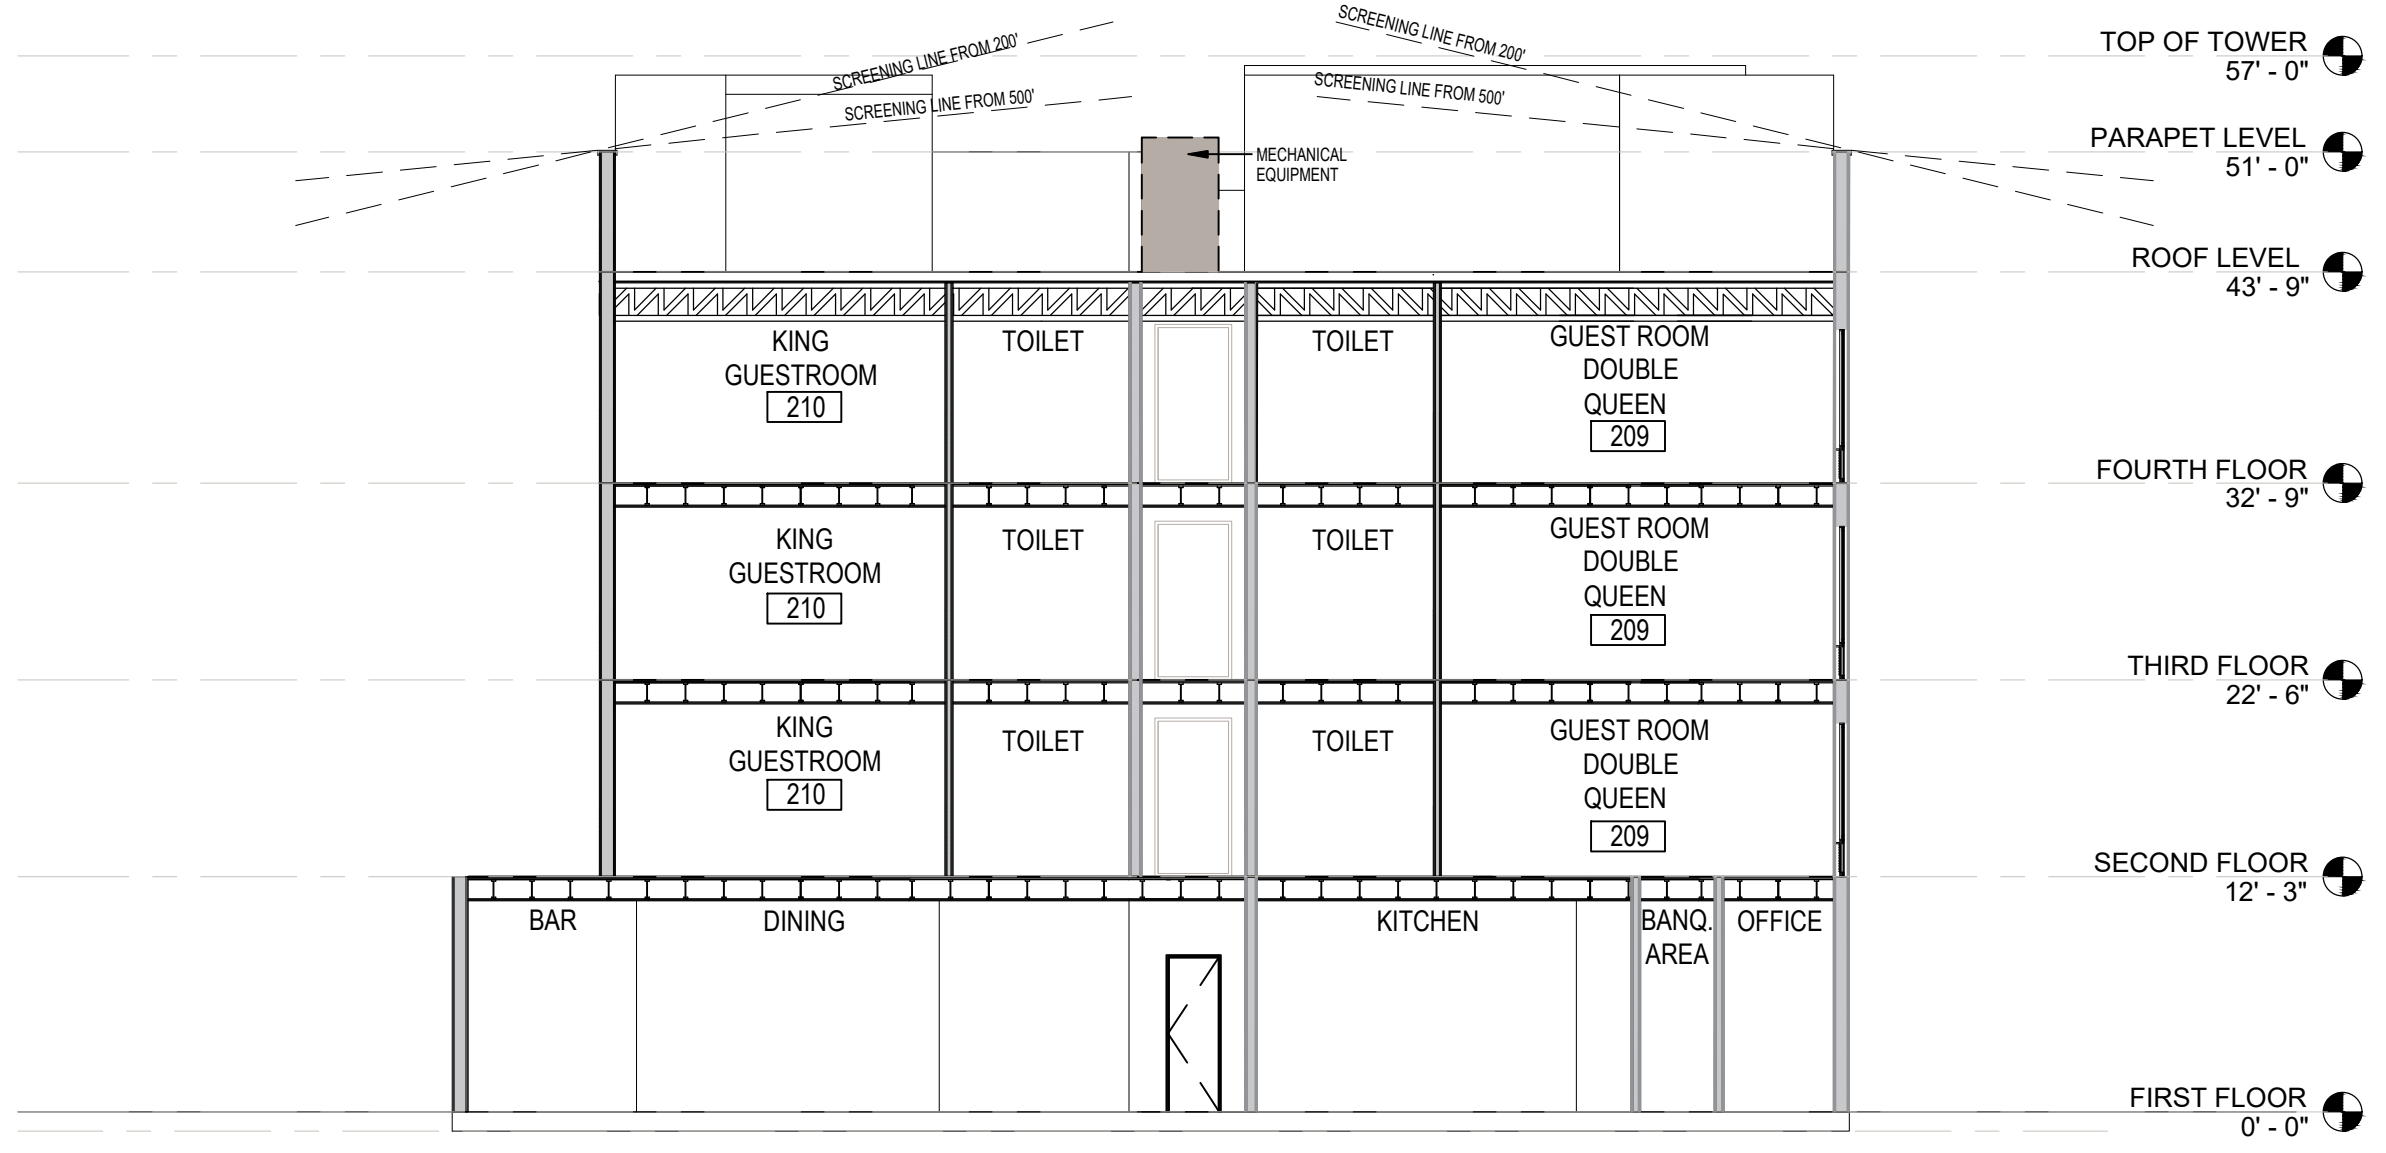 SCREENING LINE FROM 200'
SCREENING LINE FROM 200'
TOP OF TOWER
57' - 0"
SCREENING LINE FROM 500'
SCREENING LINE FROM 500'
PARAPET LEVEL
51' - 0"
MECHANICAL
EQUIPMENT
ROOF LEVEL
43' - 9"
KING
GUESTROOM
210
TOILET
TOILET
GUEST ROOM
DOUBLE
QUEEN
209
FOURTH FLOOR
32' - 9"
KING
GUESTROOM
210
TOILET
TOILET
GUEST ROOM
DOUBLE
QUEEN
209
THIRD FLOOR
22' - 6"
KING
GUESTROOM
210
TOILET
TOILET
GUEST ROOM
DOUBLE
QUEEN
209
SECOND FLOOR
12' - 3"
BAR
DINING
KITCHEN
BANQ.
AREA
OFFICE
FIRST FLOOR
0' - 0"